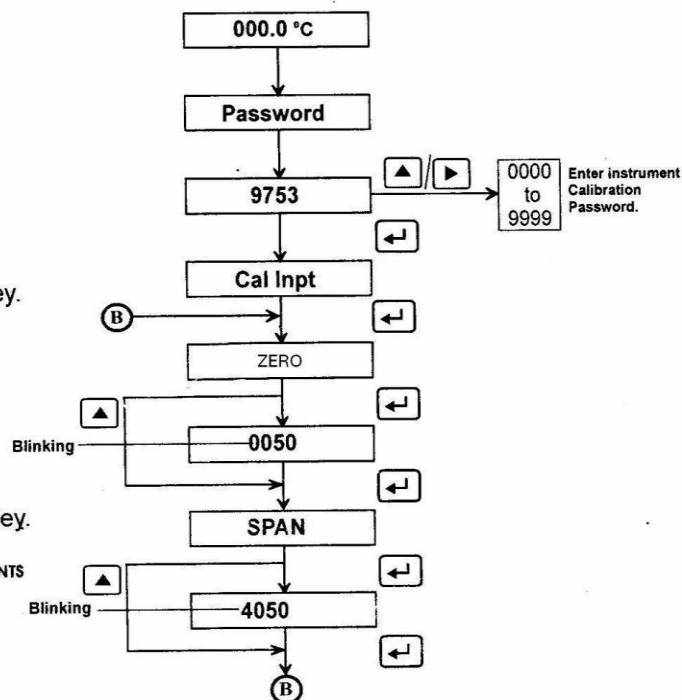 000.0 °C
Password
9753
0000
to
9999
Enter instrument
Calibration
Password.
Cal Inpt
ey.
B
ZERO
Blinking
0050
SPAN
ey.
NTS
Blinking
4050
B